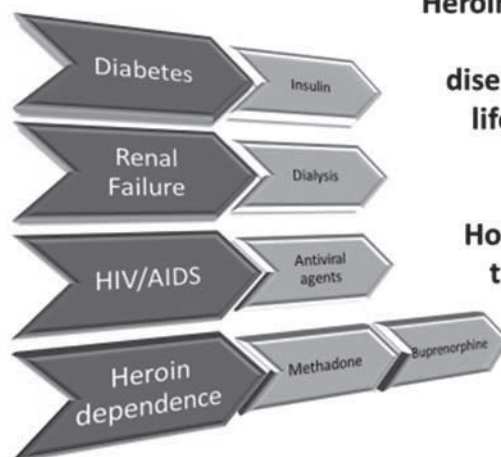 Heroin
Diabetes
Insulin
dise
life
Renal
Failure
Dialysis
HIV/AIDS
Antiviral
agents
Ho
t
Heroin
dependence
Methadone
Buprenorphine